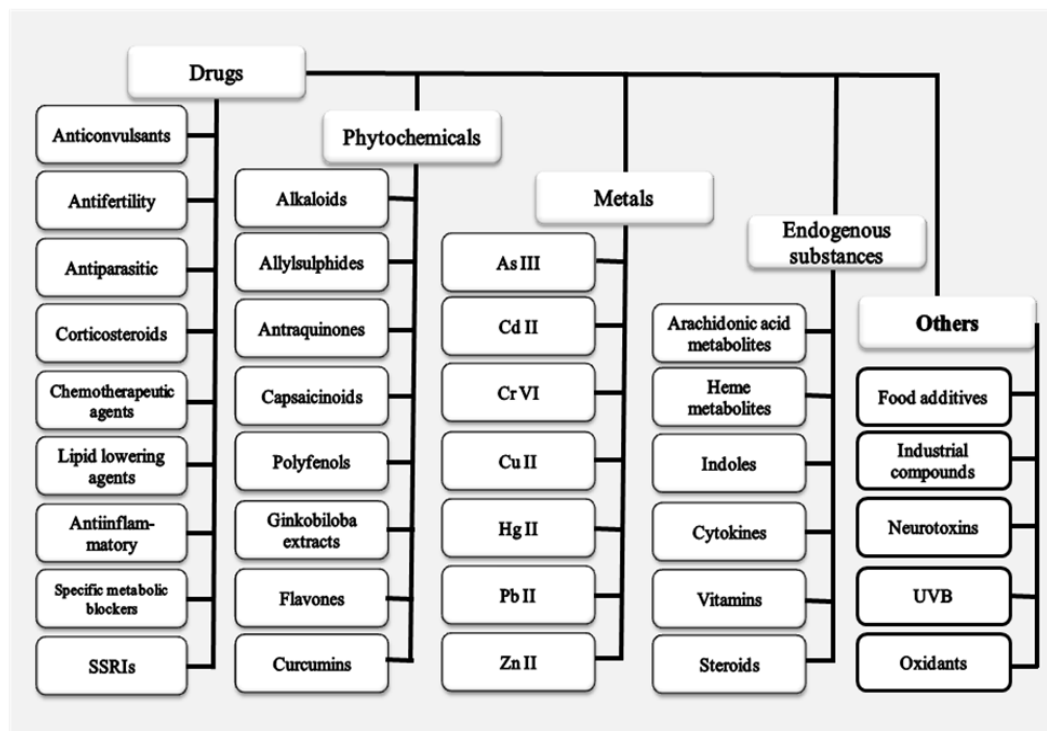 Drugs
Anticonvulsants
Antifertility
Antiparasitic
Corticosteroids
Chemotherapeutic
agents
Lipid lowering
agents
Antiinflam-
matory
Specific metabolic
blockers
SSRIs
Phytochemicals
Alkaloids
Allylsulphides
Antraquinones
Capsaicinoids
Polyfenols
Ginkobiloba
extracts
Flavones
Curcumins
Metals
As III
Cd II
Cr VI
Cu II
Hg II
Pb II
Zn II
Endogenous
substances
Arachidonic acid
metabolites
Heme
metabolites
Indoles
Cytokines
Vitamins
Steroids
Others
Food additives
Industrial
compounds
Neurotoxins
UVB
Oxidants